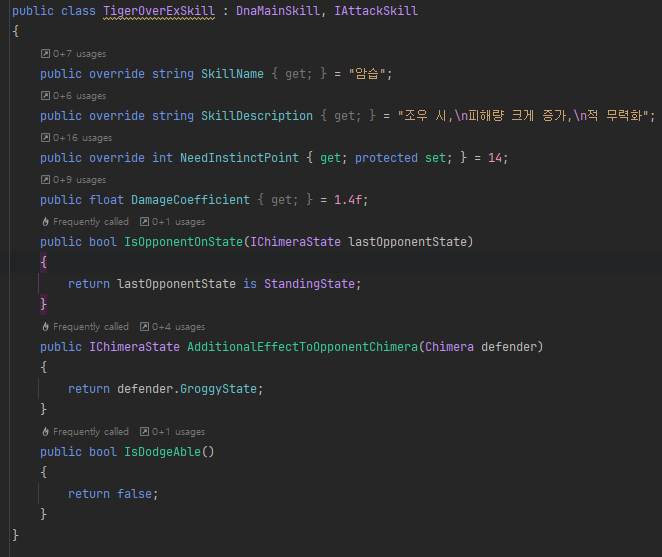 public class TigerOverExSkill : DnaMainSkill, IAttackSkill
{
0+7 usages
public override string SkillName { get; } = "암습";
0+6 usages
public override string SkillDescription { get; } = "조우 시,\n피해량 크게 증가,\n적 무력화";
0+16 usages
public override int NeedInstinctPoint { get; protected set; } = 14;
0+9 usages
public float DamageCoefficient { get; } = 1.4f;
Frequently called 0+1 usages
public bool IsOpponentOnState(IChimeraState lastOpponentState)
{
return lastOpponentState is StandingState;
}
Frequently called 0+4 usages
public IChimeraState AdditionalEffectToOpponentChimera(Chimera defender)
{
return defender.GroggyState;
}
Frequently called 0+1 usages
public bool IsDodgeAble()
{
return false;
}
}